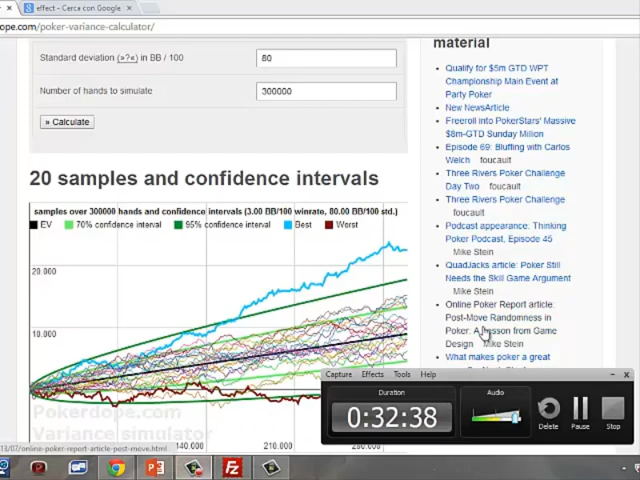 effect - Cerca con Google
ope.com/poker-variance-calculator/
Standard deviation (»?«) in BB / 100
80
Number of hands to simulate
300000
» Calculate
20 samples and confidence intervals
samples over 300000 hands and confidence intervals (3.00 BB/100 winrate, 80.00 BB/100 std.)
EV
70% confidence interval
95% confidence interval
Best
Worst
20.000
10.000
Pokerdope.com
Variance simulator
140.000
210.000
280.000
material
Qualify for $5m GTD WPT
Championship Main Event at
Party Poker
New NewsArticle
Freeroll into PokerStars' Massive
$8m-GTD Sunday Million
Episode 69: Bluffing with Carlos
Welch foucault
Three Rivers Poker Challenge
Day Two foucault
Three Rivers Poker Challenge
foucault
Podcast appearance: Thinking
Poker Podcast, Episode 45
Mike Stein
QuadJacks article: Poker Still
Needs the Skill Game Argument
Mike Stein
Online Poker Report article:
Post-Move Randomness in
Poker: A Lesson from Game
Design Mike Stein
What makes poker a great
Capture Effects Tools Help
Duration
0:32:38
Audio
Delete
Pause
Stop
13/07/online-poker-report-article-post-move.html